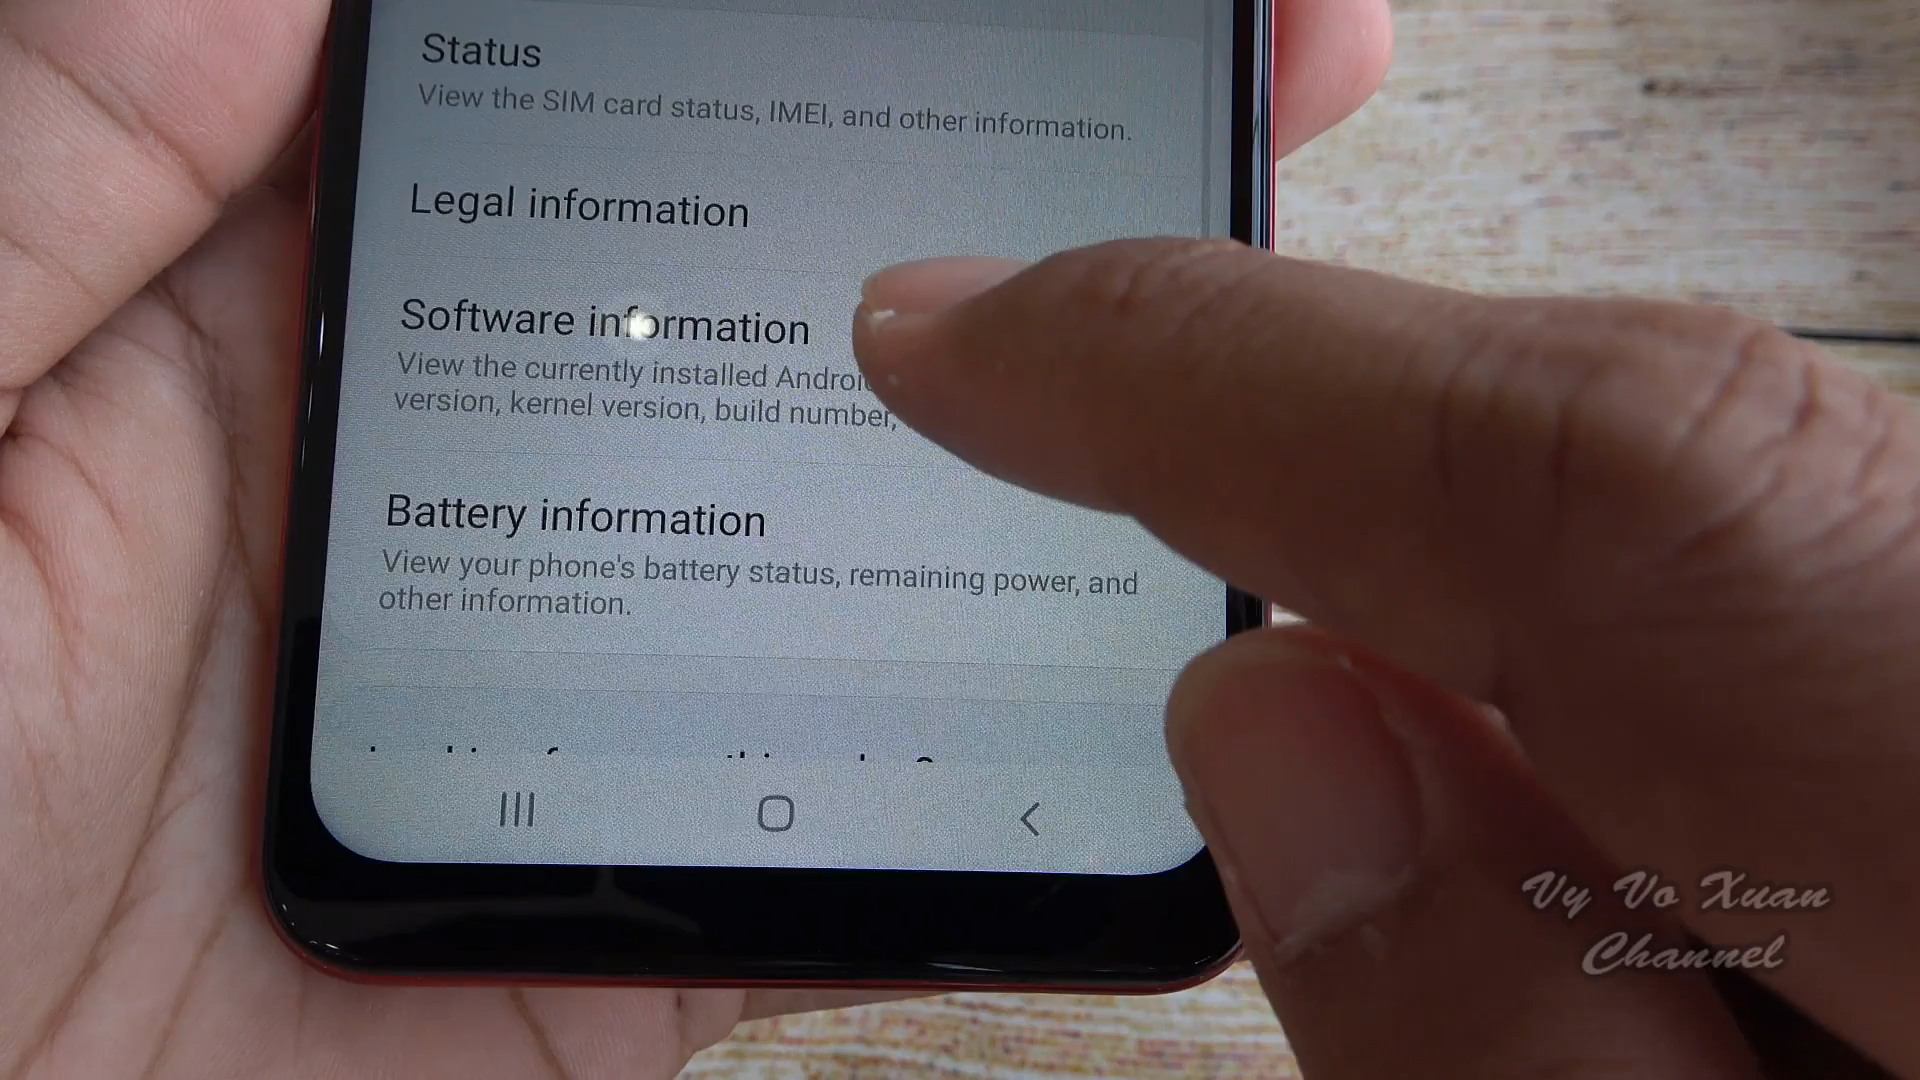 Status
View the SIM card status, IMEI, and other information.
Legal information
Software information
View the currently installed Android
version, kernel version, build number,
Battery information
View your phone's battery status, remaining power, and
other information.
Vy Vo Xuan
Channel